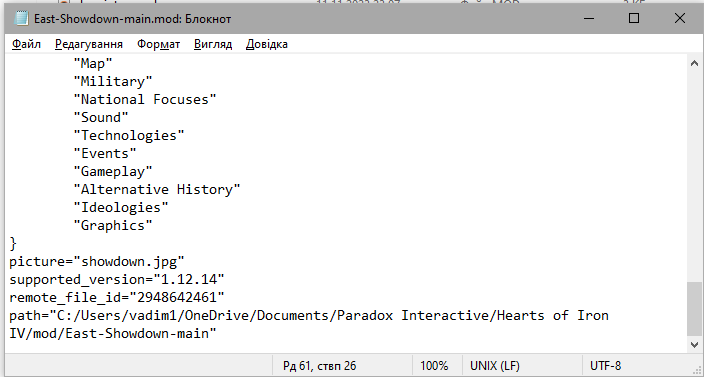 East-Showdown-main.mod: Блокнот
Файл Редагування Формат Вигляд Довідка
"Map"
"Military"
"National Focuses"
"Sound"
"Technologies"
"Events"
"Gameplay"
"Alternative History"
"Ideologies"
"Graphics"
}
picture="showdown.jpg"
supported_version="1.12.14"
remote_file_id="2948642461"
path="C:/Users/vadim1/OneDrive/Documents/Paradox Interactive/Hearts of Iron
IV/mod/East-Showdown-main"
Рд 61, ствп 26 100% UNIX (LF) UTF-8